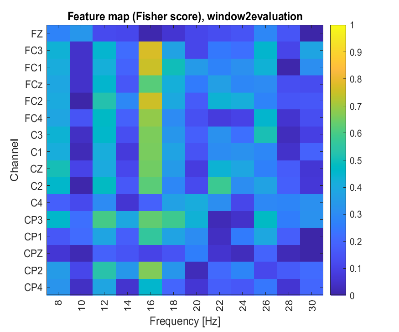 Feature map (Fisher score), window2evaluation
FZ
FC3
FC1
FCz
FC2
FC4
C3
C1
CZ
C2
C4
CP3
CP1
CPZ
CP2
CP4
Channel
8 10 12 14 16 18 20 22 24 26 28 30
Frequency [Hz]
1
0.9
0.8
0.7
0.6
0.5
0.4
0.3
0.2
0.1
0